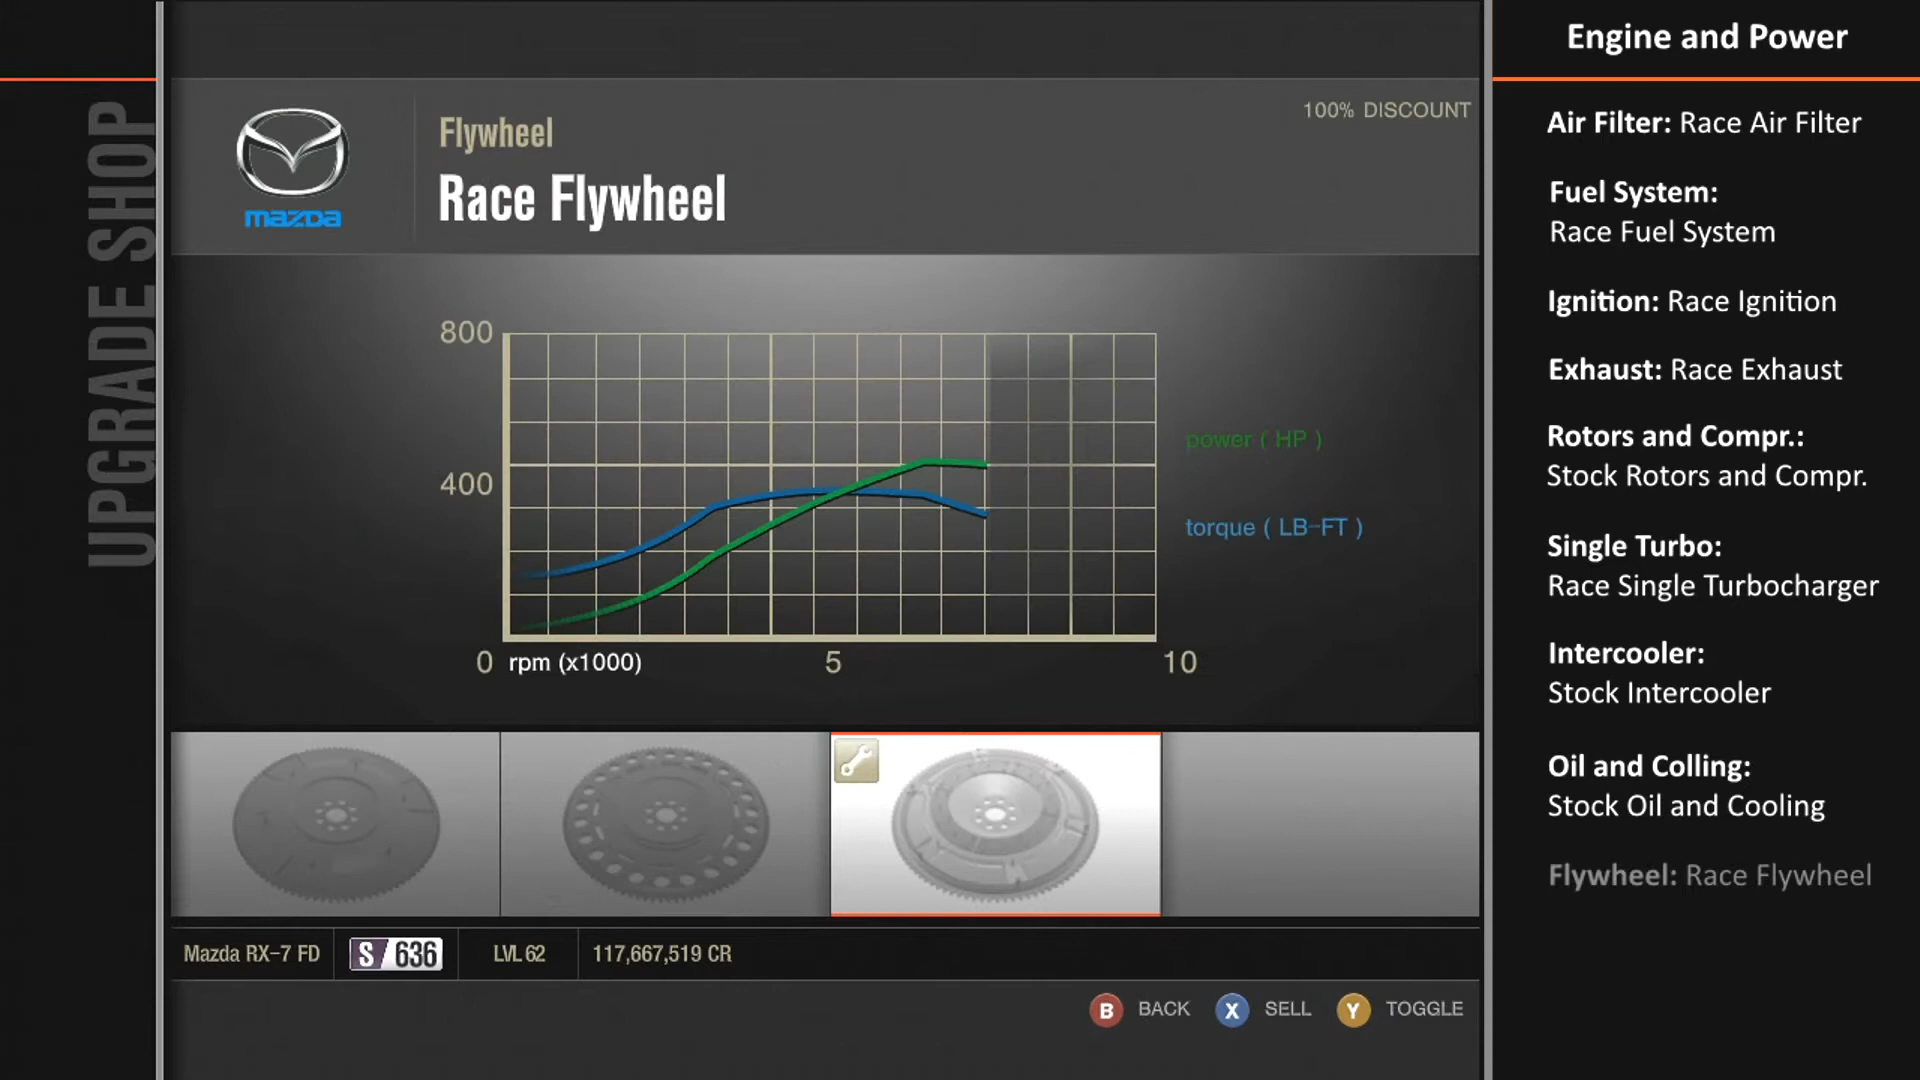 UPGRADE SHOP
mazda
Flywheel
Race Flywheel
100% DISCOUNT
800
400
0
rpm (x1000)
5
10
power ( HP )
torque ( LB-FT )
Mazda RX-7 FD
S 636
LVL 62
117,667,519 CR
B BACK
X SELL
Y TOGGLE
Engine and Power
Air Filter: Race Air Filter
Fuel System:
Race Fuel System
Ignition: Race Ignition
Exhaust: Race Exhaust
Rotors and Compr.:
Stock Rotors and Compr.
Single Turbo:
Race Single Turbocharger
Intercooler:
Stock Intercooler
Oil and Colling:
Stock Oil and Cooling
Flywheel: Race Flywheel